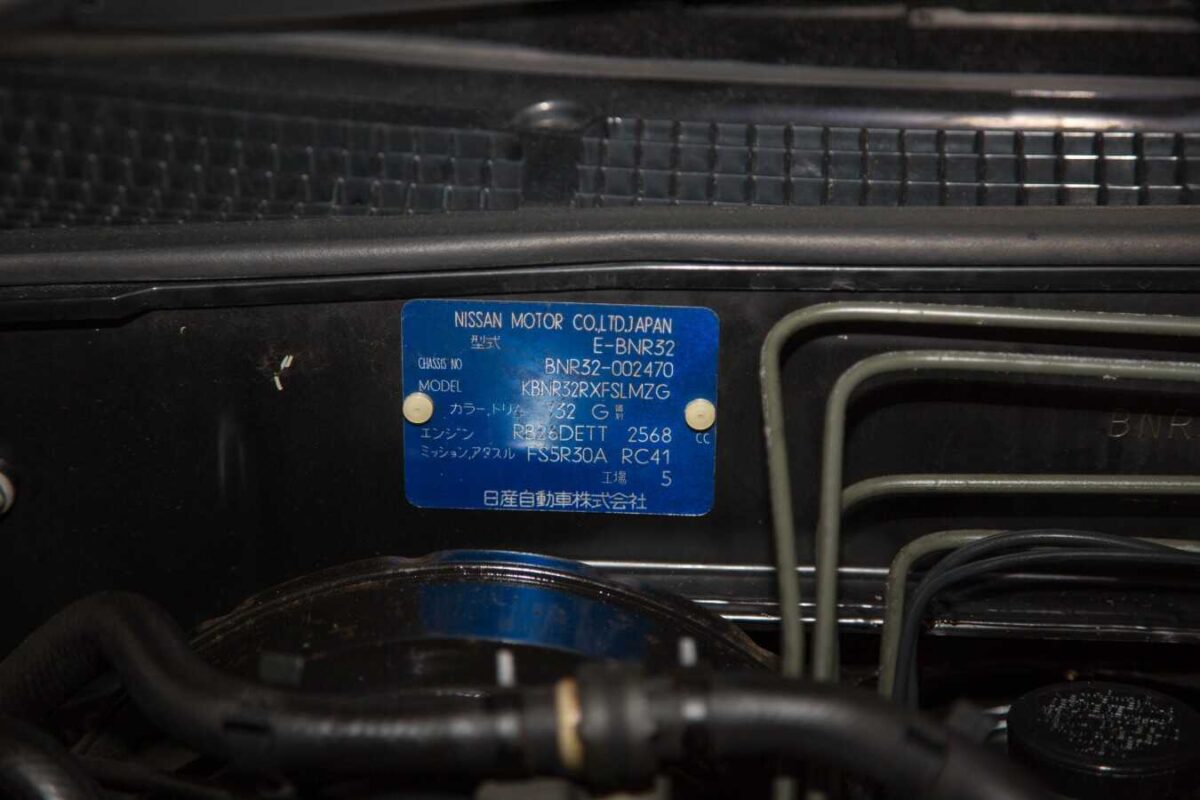 NISSAN MOTOR CO.,LTD.JAPAN
型式 E-BNR32
CHASSIS NO BNR32-002470
MODEL KBNR32RXFSLMZG
カラー,トリム 732 G
エンジン RB26DETT 2568
CC
ミッション,アクスル FS5R30A RC41
工場 5
日産自動車株式会社
BNR